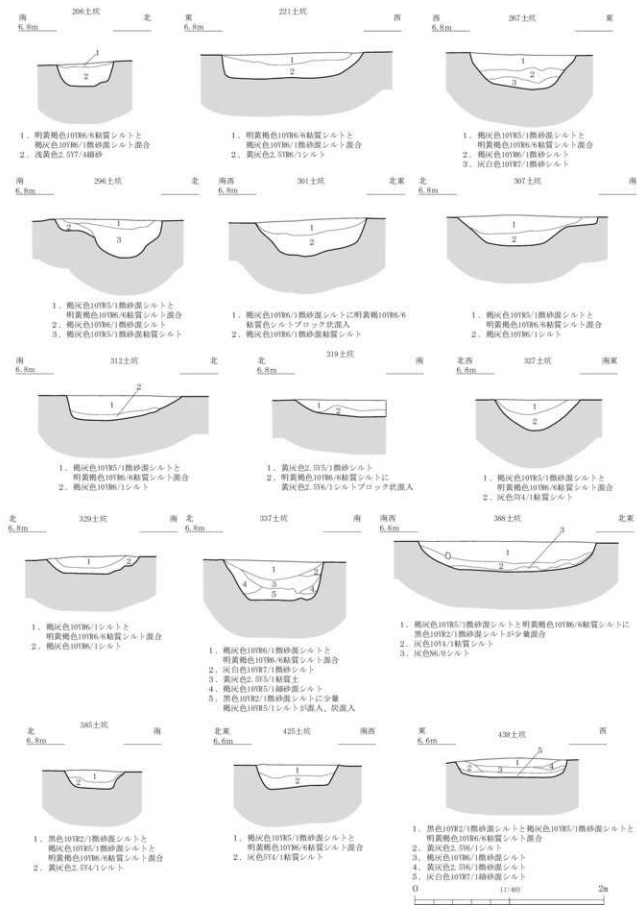 206土坑
南
北
6.8m
1
2
1. 明黄褐色10YR6/6粘質シルトと
褐灰色10YR6/1微砂混シルト混合
2. 浅黄色2.5Y7/4細砂
221土坑
東
西
6.8m
1
2
1. 明黄褐色10YR6/6粘質シルトと
褐灰色10YR6/1微砂混シルト混合
2. 黄灰色2.5YR6/1シルト
267土坑
西
東
6.8m
1
2
3
1. 褐灰色10YR5/1微砂混シルトと
明黄褐色10YR6/6粘質シルト混合
2. 褐灰色10YR6/1シルト
3. 灰白色10YR7/1微砂シルト
296土坑
南
北
6.8m
1
2
3
1. 褐灰色10YR5/1微砂混シルトと
明黄褐色10YR6/6粘質シルト混合
2. 褐灰色10YR6/1微砂混シルト
3. 褐灰色10YR5/1微砂混粘質シルト
301土坑
南西
北東
6.8m
1
2
1. 褐灰色10YR6/1微砂混シルトに明黄褐10YR6/6
粘質色シルトブロック状混入
2. 褐灰色10YR6/1微砂混粘質シルト
307土坑
北
南
6.8m
1
2
1. 褐灰色10YR5/1微砂混シルトと
明黄褐色10YR6/6粘質シルト混合
2. 褐灰色10YR6/1シルト
312土坑
南
北
6.8m
2
1
1. 褐灰色10YR5/1微砂混シルトと
明黄褐色10YR6/6粘質シルト混合
2. 褐灰色10YR6/1シルト
319土坑
北
南
6.8m
1
2
1. 黄灰色2.5Y5/1微砂混シルト
2. 明黄褐色10YR6/6粘質シルトに
黄灰色2.5Y6/1シルトブロック状混入
327土坑
北西
南東
6.8m
1
2
1. 褐灰色10YR5/1微砂混シルトと
明黄褐色10YR6/6粘質シルト混合
2. 灰色5Y4/1粘質シルト
329土坑
北
南
6.8m
1
2
1. 褐灰色10YR6/1シルトと
明黄褐色10YR6/6粘質シルト混合
2. 褐灰色10YR6/1シルト
337土坑
北
南
6.8m
1
2
3
4
4
5
1. 褐灰色10YR6/1微砂混シルトと
明黄褐色10YR6/6粘質シルト混合
2. 灰白色10YR7/1微砂混シルト
3. 黄灰色2.5Y5/1粘質土
4. 褐灰色10YR5/1細砂混シルト
5. 黒色10YR2/1微砂混シルトに少量
褐灰色10YR5/1シルトが混入、炭混入
388土坑
南西
北東
6.6m
3
1
2
1. 褐灰色10YR5/1微砂混シルトと明黄褐色10YR6/6粘質シルトに
黒色10YR2/1微砂混シルトが少量混合
2. 灰色10Y4/1粘質シルト
3. 灰色N6/0シルト
385土坑
北
南
6.8m
1
2
1. 黒色10YR2/1微砂混シルトと
褐灰色10YR5/1微砂混シルトと
明黄褐色10YR6/6粘質シルト混合
2. 黄灰色2.5Y4/1シルト
425土坑
北東
南西
6.6m
1
2
1. 褐灰色10YR5/1微砂混シルトと
明黄褐色10YR6/6粘質シルト混合
2. 灰色5Y4/1粘質シルト
438土坑
東
西
6.6m
5
1
2
3
4
1. 黒色10YR2/1微砂混シルトと褐灰色10YR5/1微砂混シルトと
明黄褐色10YR6/6粘質シルト混合
2. 黄灰色2.5Y6/1シルト
3. 褐灰色10YR6/1微砂混シルト
4. 黄灰色2.5Y6/1微砂混シルト
5. 灰白色10YR7/1細砂混シルト
0
(1:40)
2m